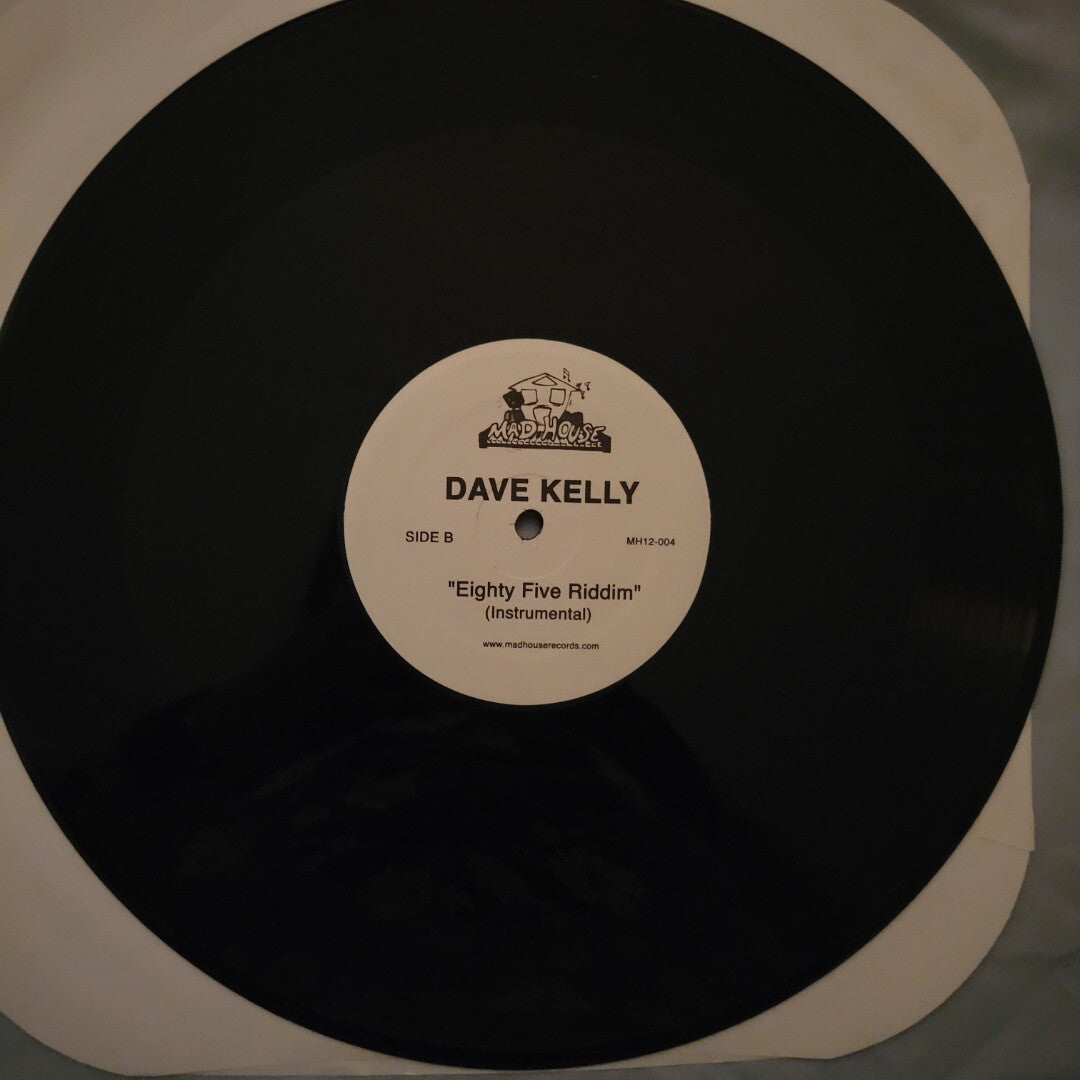 MAD HOUSE
DAVE KELLY
SIDE B
MH12-004
"Eighty Five Riddim"
(Instrumental)
www.madhouserecords.com